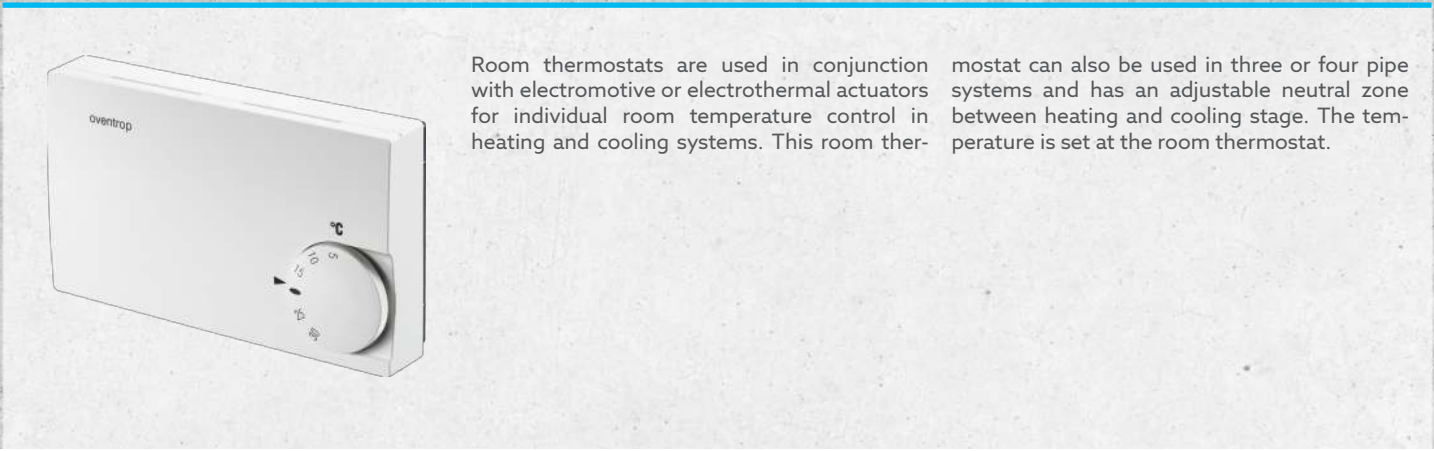 Room thermostats are used in conjunction
with electromotive or electrothermal actuators
for individual room temperature control in
heating and cooling systems. This room ther-
mostat can also be used in three or four pipe
systems and has an adjustable neutral zone
between heating and cooling stage. The tem-
perature is set at the room thermostat.
oventrop
°C
5
10
15